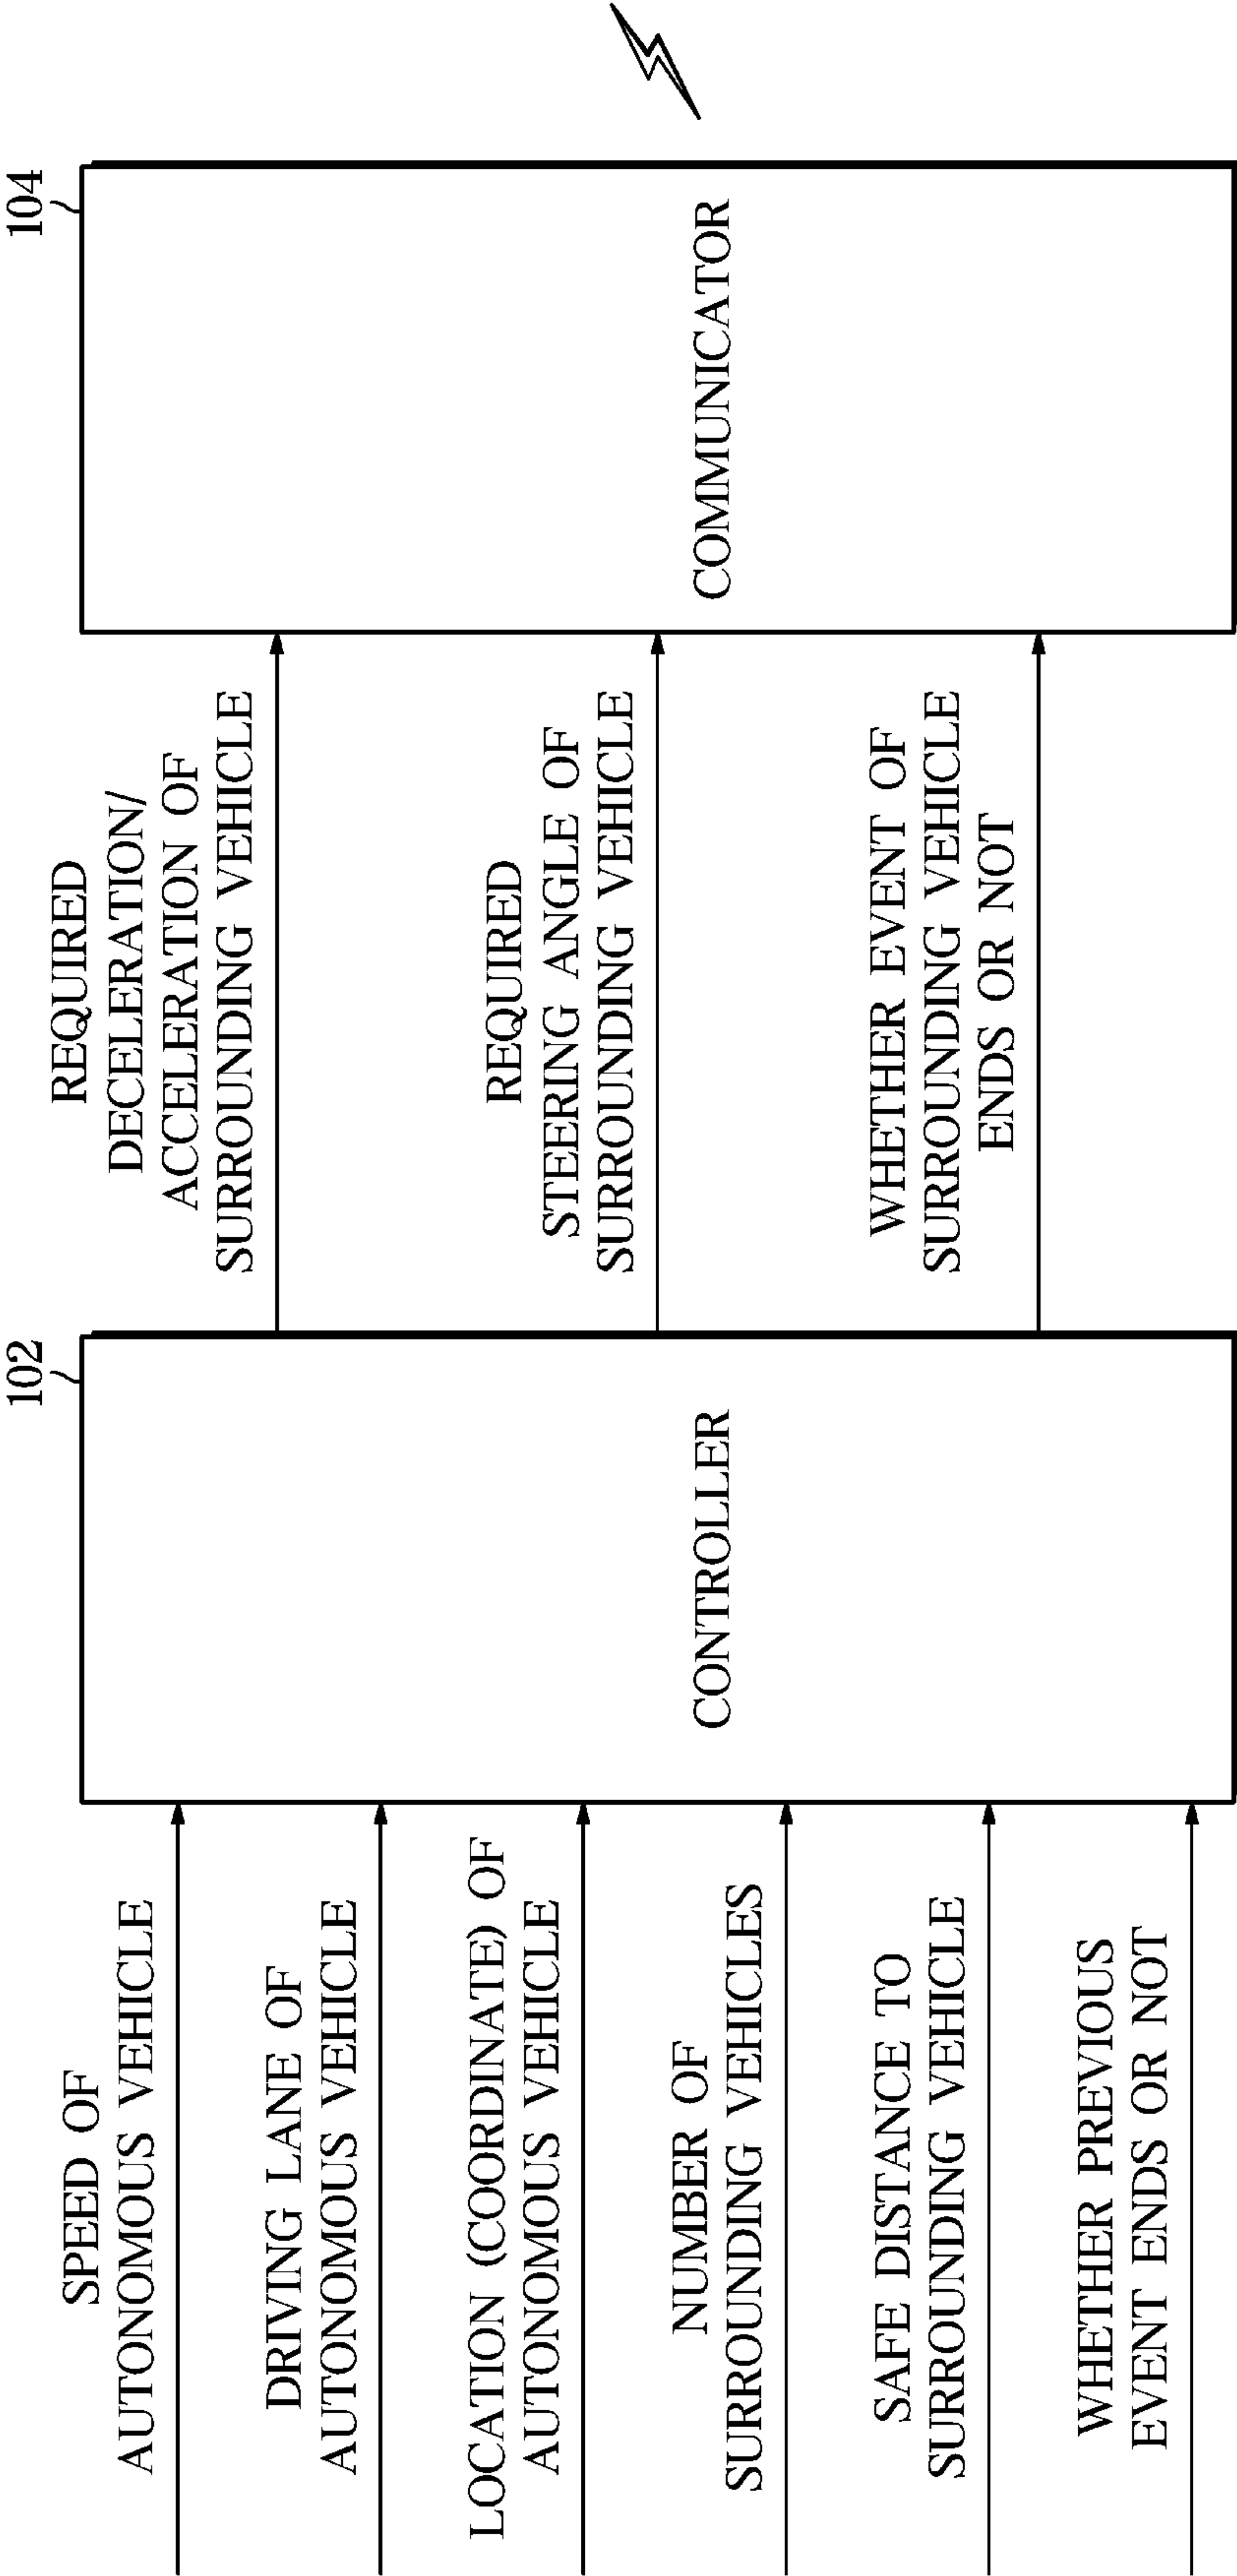 SPEED OF
AUTONOMOUS VEHICLE
DRIVING LANE OF
AUTONOMOUS VEHICLE
LOCATION (COORDINATE) OF
AUTONOMOUS VEHICLE
NUMBER OF
SURROUNDING VEHICLES
SAFE DISTANCE TO
SURROUNDING VEHICLE
WHETHER PREVIOUS
EVENT ENDS OR NOT
102
CONTROLLER
REQUIRED
DECELERATION/
ACCELERATION OF
SURROUNDING VEHICLE
REQUIRED
STEERING ANGLE OF
SURROUNDING VEHICLE
WHETHER EVENT OF
SURROUNDING VEHICLE
ENDS OR NOT
104
COMMUNICATOR